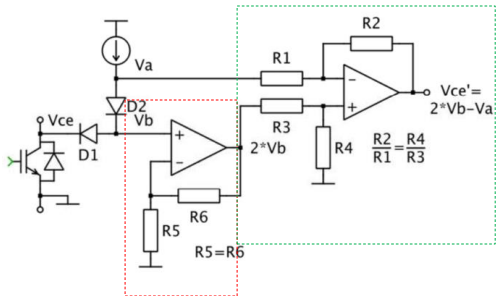 R2
R1
Va
Vce'=
2*Vb-Va
D2
Vce
Vb
R3
D1
2*Vb
R4
R2/R1=R4/R3
R6
R5
R5=R6
+
−
−
+